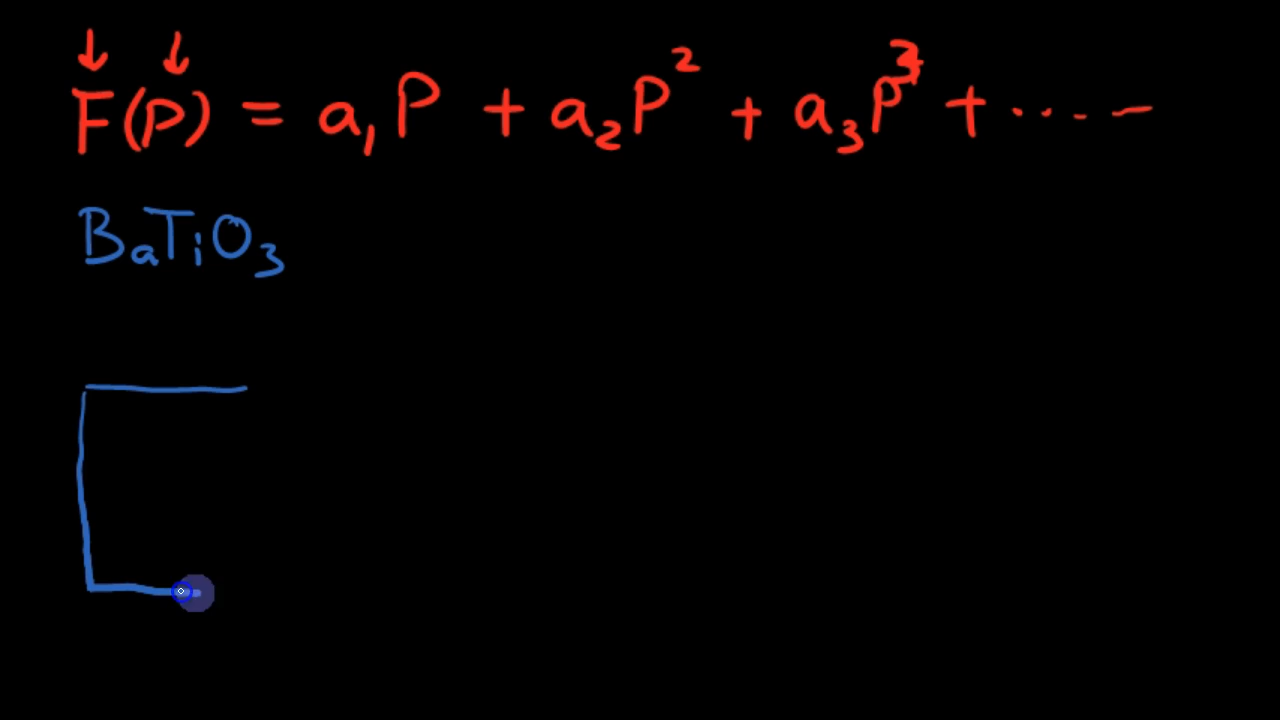 F(P) = a₁P + a₂P² + a₃P³ + ....-
BaTiO₃